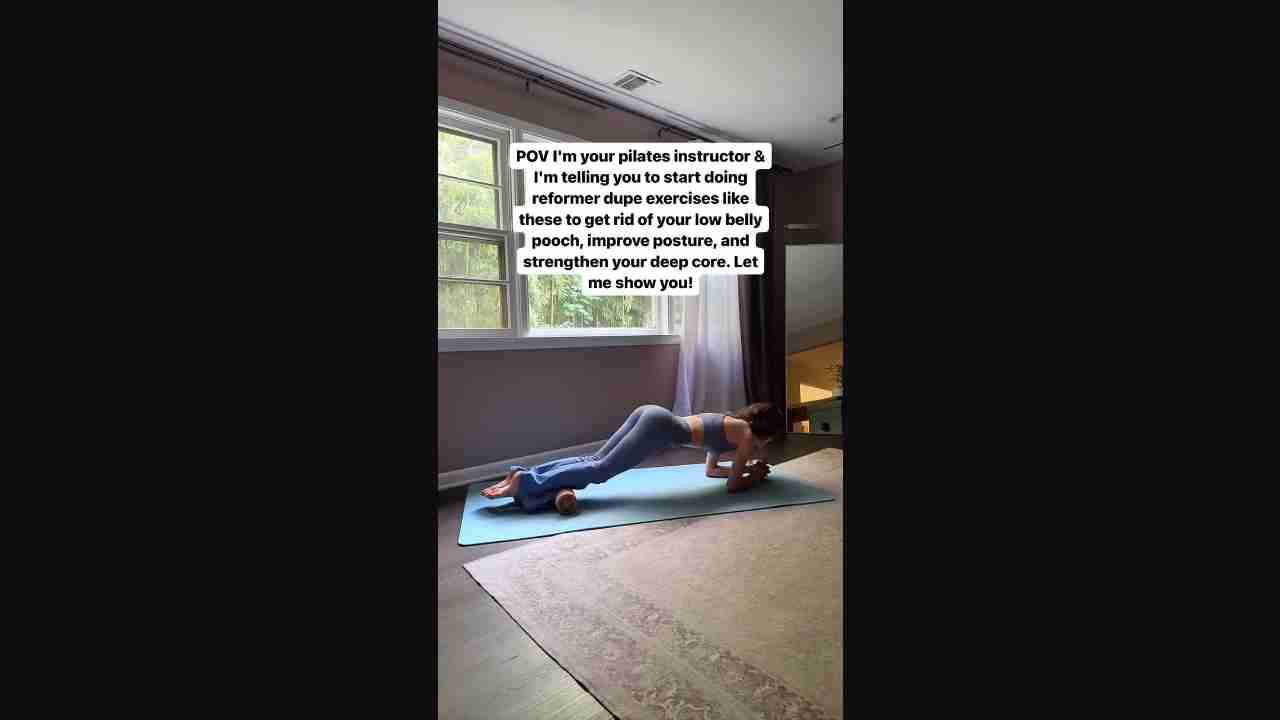 POV I'm your pilates instructor &
I'm telling you to start doing
reformer dupe exercises like
these to get rid of your low belly
pooch, improve posture, and
strengthen your deep core. Let
me show you!